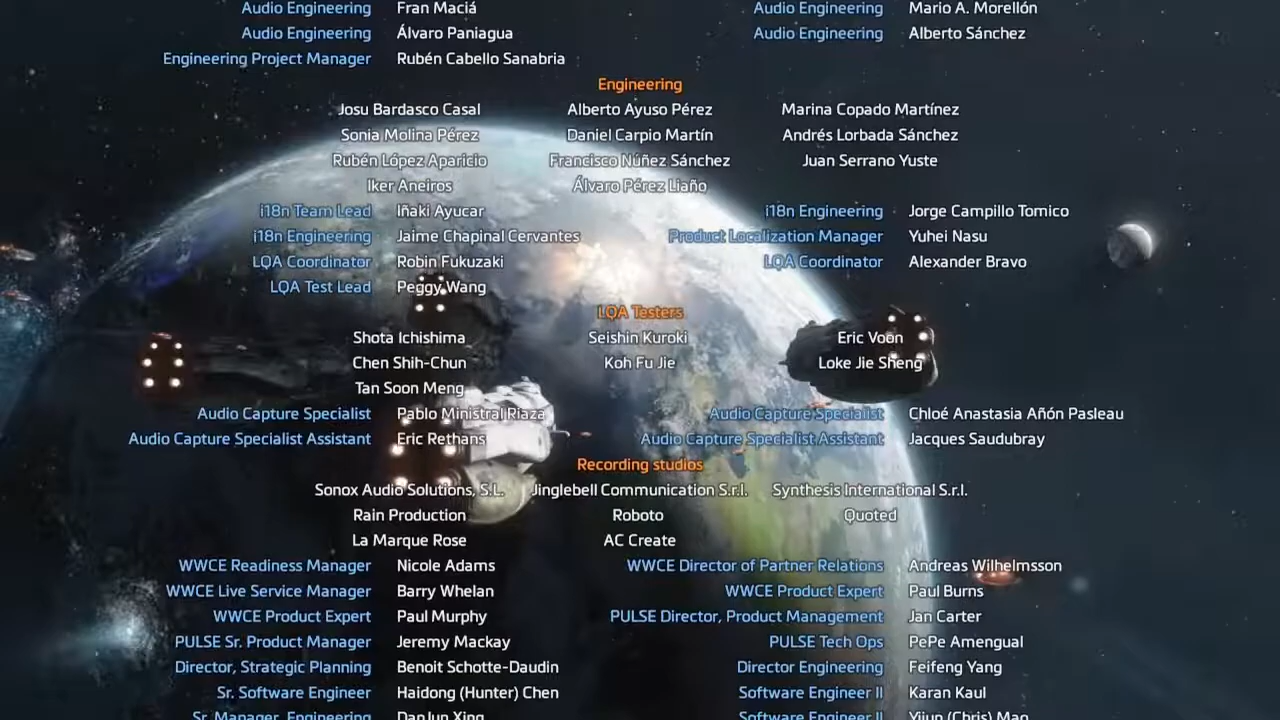 Audio Engineering Fran Maciá Audio Engineering Mario A. Morellón
Audio Engineering Álvaro Paniagua Audio Engineering Alberto Sánchez
Engineering Project Manager Rubén Cabello Sanabria
Engineering
Josu Bardasco Casal Alberto Ayuso Pérez Marina Copado Martínez
Sonia Molina Pérez Daniel Carpio Martín Andrés Lorbada Sánchez
Rubén López Aparicio Francisco Núñez Sánchez Juan Serrano Yuste
Iker Aneiros Álvaro Pérez Liaño
i18n Team Lead Iñaki Ayucar i18n Engineering Jorge Campillo Tomico
i18n Engineering Jaime Chapinal Cervantes Product Localization Manager Yuhei Nasu
LQA Coordinator Robin Fukuzaki LQA Coordinator Alexander Bravo
LQA Test Lead Peggy Wang
LQA Testers
Shota Ichishima Seishin Kuroki Eric Voon
Chen Shih-Chun Koh Fu Jie Loke Jie Sheng
Tan Soon Meng
Audio Capture Specialist Pablo Ministral Riaza Audio Capture Specialist Chloé Anastasia Añón Pasleau
Audio Capture Specialist Assistant Eric Rethans Audio Capture Specialist Assistant Jacques Saudubray
Recording studios
Sonox Audio Solutions, S.L. Jinglebell Communication S.r.l. Synthesis International S.r.l.
Rain Production Roboto Quoted
La Marque Rose AC Create
WWCE Readiness Manager Nicole Adams WWCE Director of Partner Relations Andreas Wilhelmsson
WWCE Live Service Manager Barry Whelan WWCE Product Expert Paul Burns
WWCE Product Expert Paul Murphy PULSE Director, Product Management Jan Carter
PULSE Sr. Product Manager Jeremy Mackay PULSE Tech Ops PePe Amengual
Director, Strategic Planning Benoit Schotte-Daudin Director Engineering Feifeng Yang
Sr. Software Engineer Haidong (Hunter) Chen Software Engineer II Karan Kaul
Sr. Manager, Engineering DanJun Xing Software Engineer II Yijun (Chris) Mao